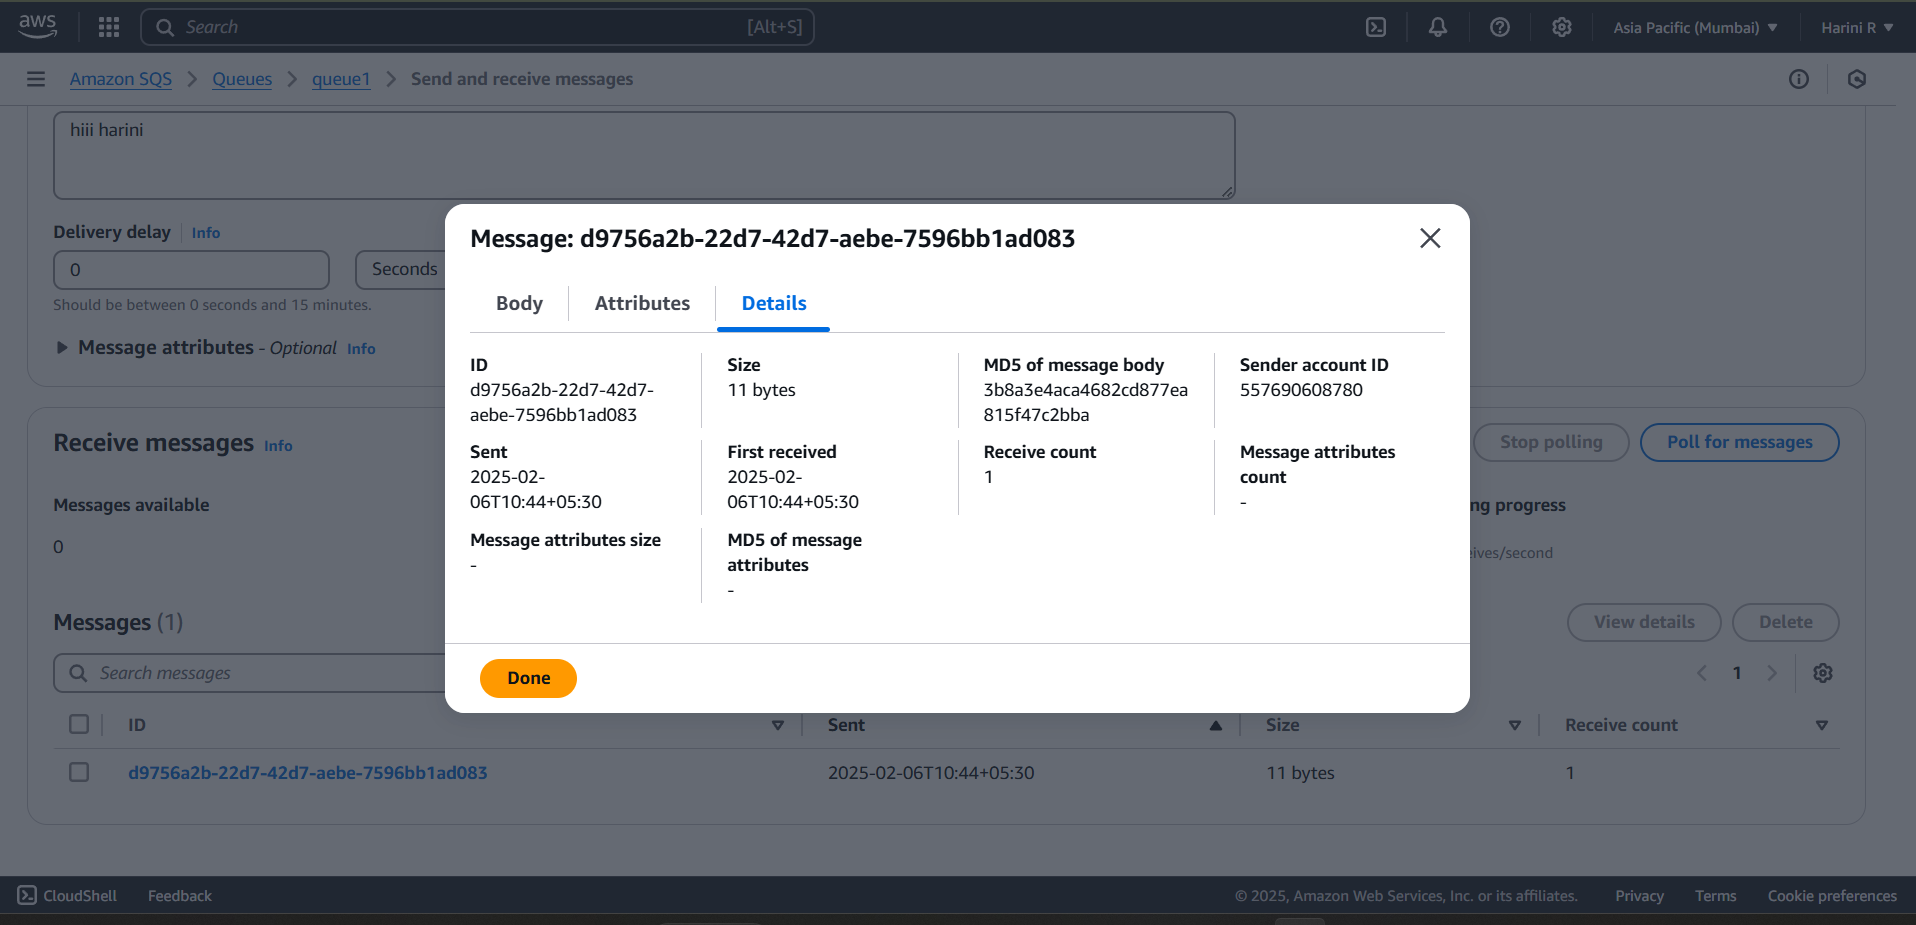 aws Search [Alt+S] Asia Pacific (Mumbai) Harini R
Amazon SQS Queues queue1 Send and receive messages
hiii harini
Delivery delay Info
0 Seconds
Should be between 0 seconds and 15 minutes.
Message attributes - Optional Info
Message: d9756a2b-22d7-42d7-aebe-7596bb1ad083
Body Attributes Details
ID
d9756a2b-22d7-42d7-
aebe-7596bb1ad083
Size
11 bytes
MD5 of message body
3b8a3e4aca4682cd877ea
815f47c2bba
Sender account ID
557690608780
Sent
2025-02-
06T10:44+05:30
First received
2025-02-
06T10:44+05:30
Receive count
1
Message attributes
count
-
Message attributes size
-
MD5 of message
attributes
-
Done
Receive messages Info
Stop polling Poll for messages
Messages available
0
ng progress
eives/second
Messages (1)
View details Delete
Search messages
1
ID Sent Size Receive count
d9756a2b-22d7-42d7-aebe-7596bb1ad083 2025-02-06T10:44+05:30 11 bytes 1
CloudShell Feedback © 2025, Amazon Web Services, Inc. or its affiliates. Privacy Terms Cookie preferences